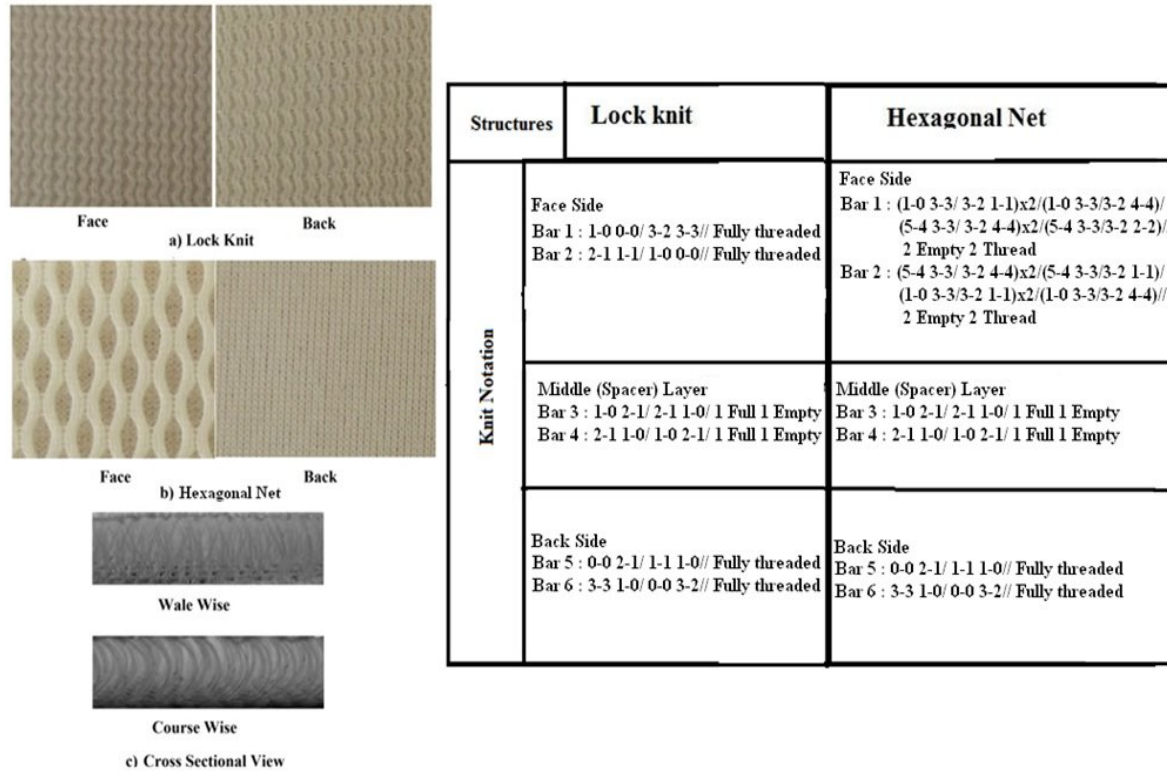 Face
Back
a) Lock Knit
Face
Back
b) Hexagonal Net
Wale Wise
Course Wise
c) Cross Sectional View
Structures
Lock knit
Hexagonal Net
Knit Notation
Face Side
Bar 1 : 1-0 0-0/ 3-2 3-3// Fully threaded
Bar 2 : 2-1 1-1/ 1-0 0-0// Fully threaded
Face Side
Bar 1 : (1-0 3-3/ 3-2 1-1)x2/(1-0 3-3/3-2 4-4)/
(5-4 3-3/ 3-2 4-4)x2/(5-4 3-3/3-2 2-2)//
2 Empty 2 Thread
Bar 2 : (5-4 3-3/ 3-2 4-4)x2/(5-4 3-3/3-2 1-1)/
(1-0 3-3/3-2 1-1)x2/(1-0 3-3/3-2 4-4)//
2 Empty 2 Thread
Middle (Spacer) Layer
Bar 3 : 1-0 2-1/ 2-1 1-0/ 1 Full 1 Empty
Bar 4 : 2-1 1-0/ 1-0 2-1/ 1 Full 1 Empty
Middle (Spacer) Layer
Bar 3 : 1-0 2-1/ 2-1 1-0/ 1 Full 1 Empty
Bar 4 : 2-1 1-0/ 1-0 2-1/ 1 Full 1 Empty
Back Side
Bar 5 : 0-0 2-1/ 1-1 1-0// Fully threaded
Bar 6 : 3-3 1-0/ 0-0 3-2// Fully threaded
Back Side
Bar 5 : 0-0 2-1/ 1-1 1-0// Fully threaded
Bar 6 : 3-3 1-0/ 0-0 3-2// Fully threaded